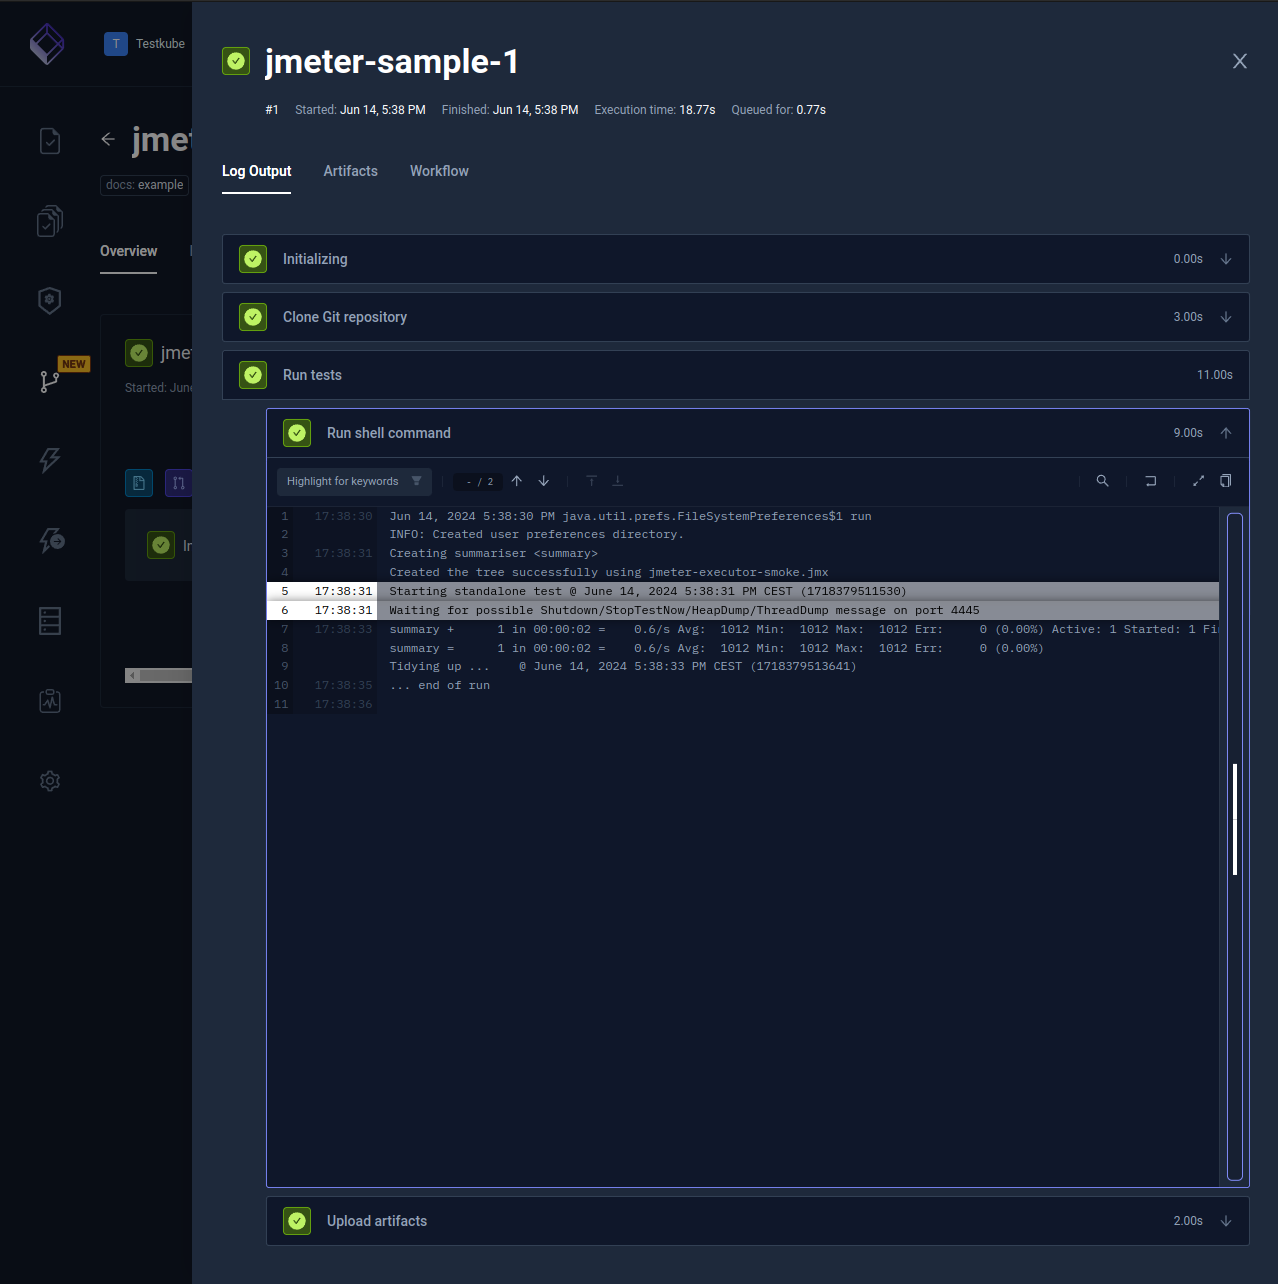 T Testkube
jmeter-sample-1
#1 Started: Jun 14, 5:38 PM Finished: Jun 14, 5:38 PM Execution time: 18.77s Queued for: 0.77s
docs: example
Log Output Artifacts Workflow
Overview
Initializing 0.00s
Clone Git repository 3.00s
NEW
Run tests 11.00s
Run shell command 9.00s
Highlight for keywords - / 2
1 17:38:30 Jun 14, 2024 5:38:30 PM java.util.prefs.FileSystemPreferences$1 run
2 INFO: Created user preferences directory.
3 17:38:31 Creating summariser <summary>
4 Created the tree successfully using jmeter-executor-smoke.jmx
5 17:38:31 Starting standalone test @ June 14, 2024 5:38:31 PM CEST (1718379511530)
6 17:38:31 Waiting for possible Shutdown/StopTestNow/HeapDump/ThreadDump message on port 4445
7 17:38:33 summary +      1 in 00:00:02 =    0.6/s Avg:  1012 Min:  1012 Max:  1012 Err:     0 (0.00%) Active: 1 Started: 1 Fi
8 summary =      1 in 00:00:02 =    0.6/s Avg:  1012 Min:  1012 Max:  1012 Err:     0 (0.00%)
9 Tidying up ...    @ June 14, 2024 5:38:33 PM CEST (1718379513641)
10 17:38:35 ... end of run
11 17:38:36
Upload artifacts 2.00s